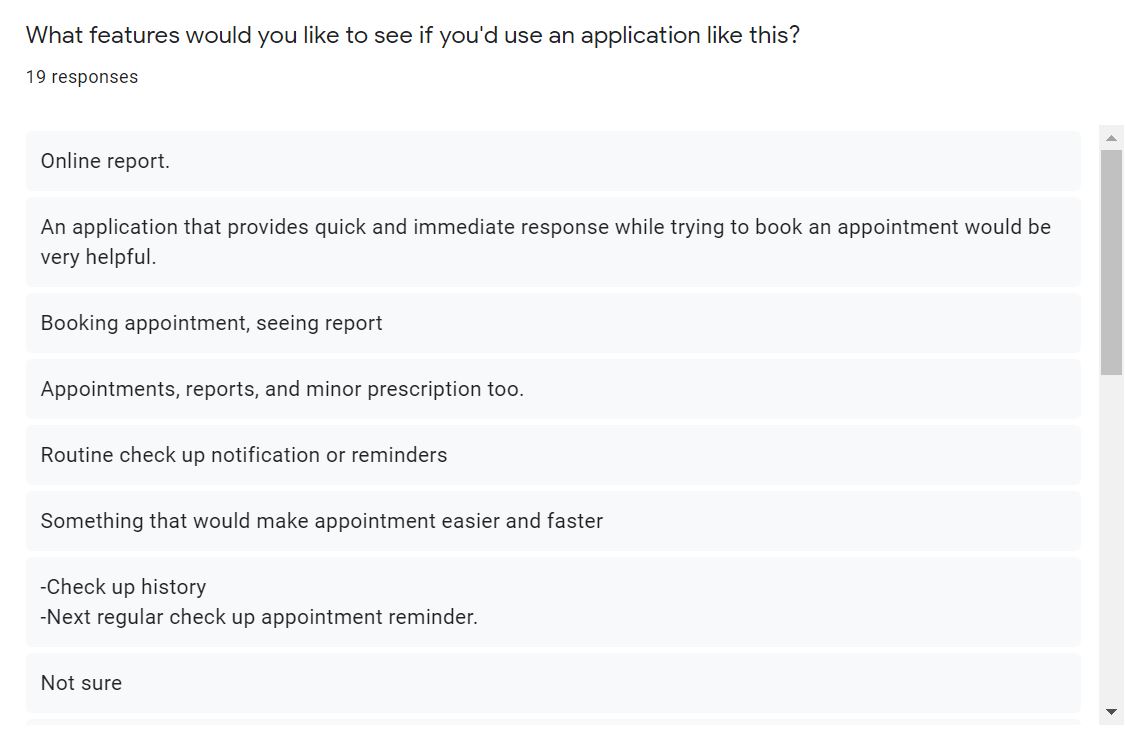 What features would you like to see if you'd use an application like this?
19 responses
Online report.
An application that provides quick and immediate response while trying to book an appointment would be
very helpful.
Booking appointment, seeing report
Appointments, reports, and minor prescription too.
Routine check up notification or reminders
Something that would make appointment easier and faster
-Check up history
-Next regular check up appointment reminder.
Not sure